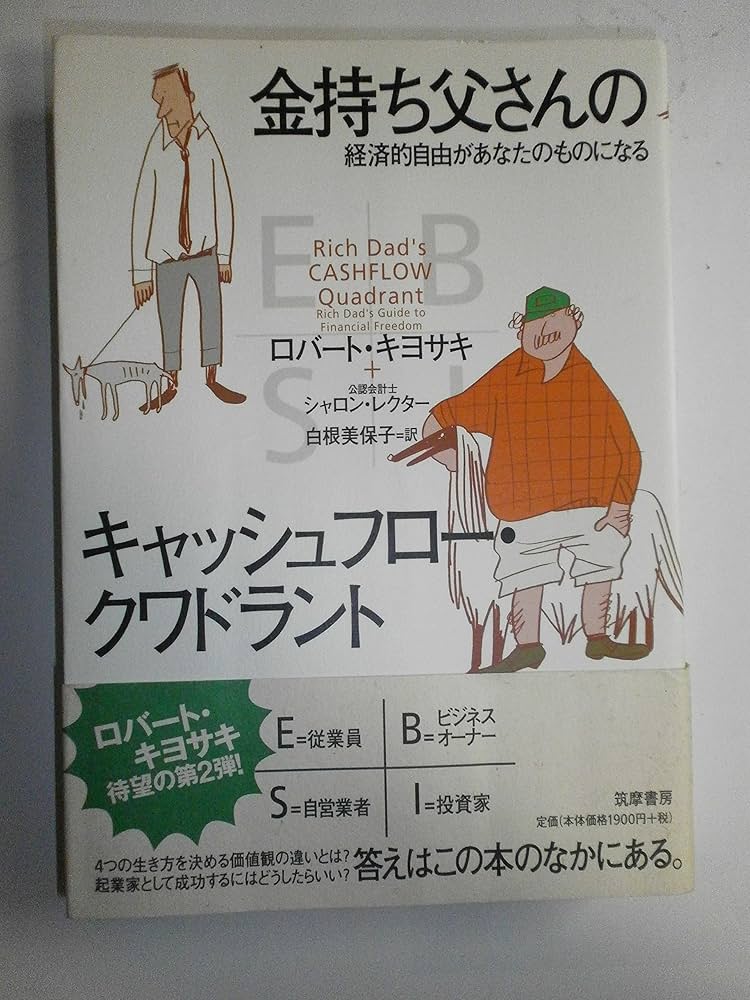 金持ち父さんの
経済的自由があなたのものになる
E B
S I
Rich Dad's
CASHFLOW
Quadrant
Rich Dad's Guide to
Financial Freedom
ロバート・キヨサキ
+
公認会計士
シャロン・レクター
白根美保子=訳
キャッシュフロー・
クワドラント
ロバート・
キヨサキ
待望の第2弾!
E=従業員
B=ビジネス
オーナー
S=自営業者
I=投資家
筑摩書房
定価(本体価格1900円+税)
4つの生き方を決める価値観の違いとは?
起業家として成功するにはどうしたらいい?
答えはこの本のなかにある。